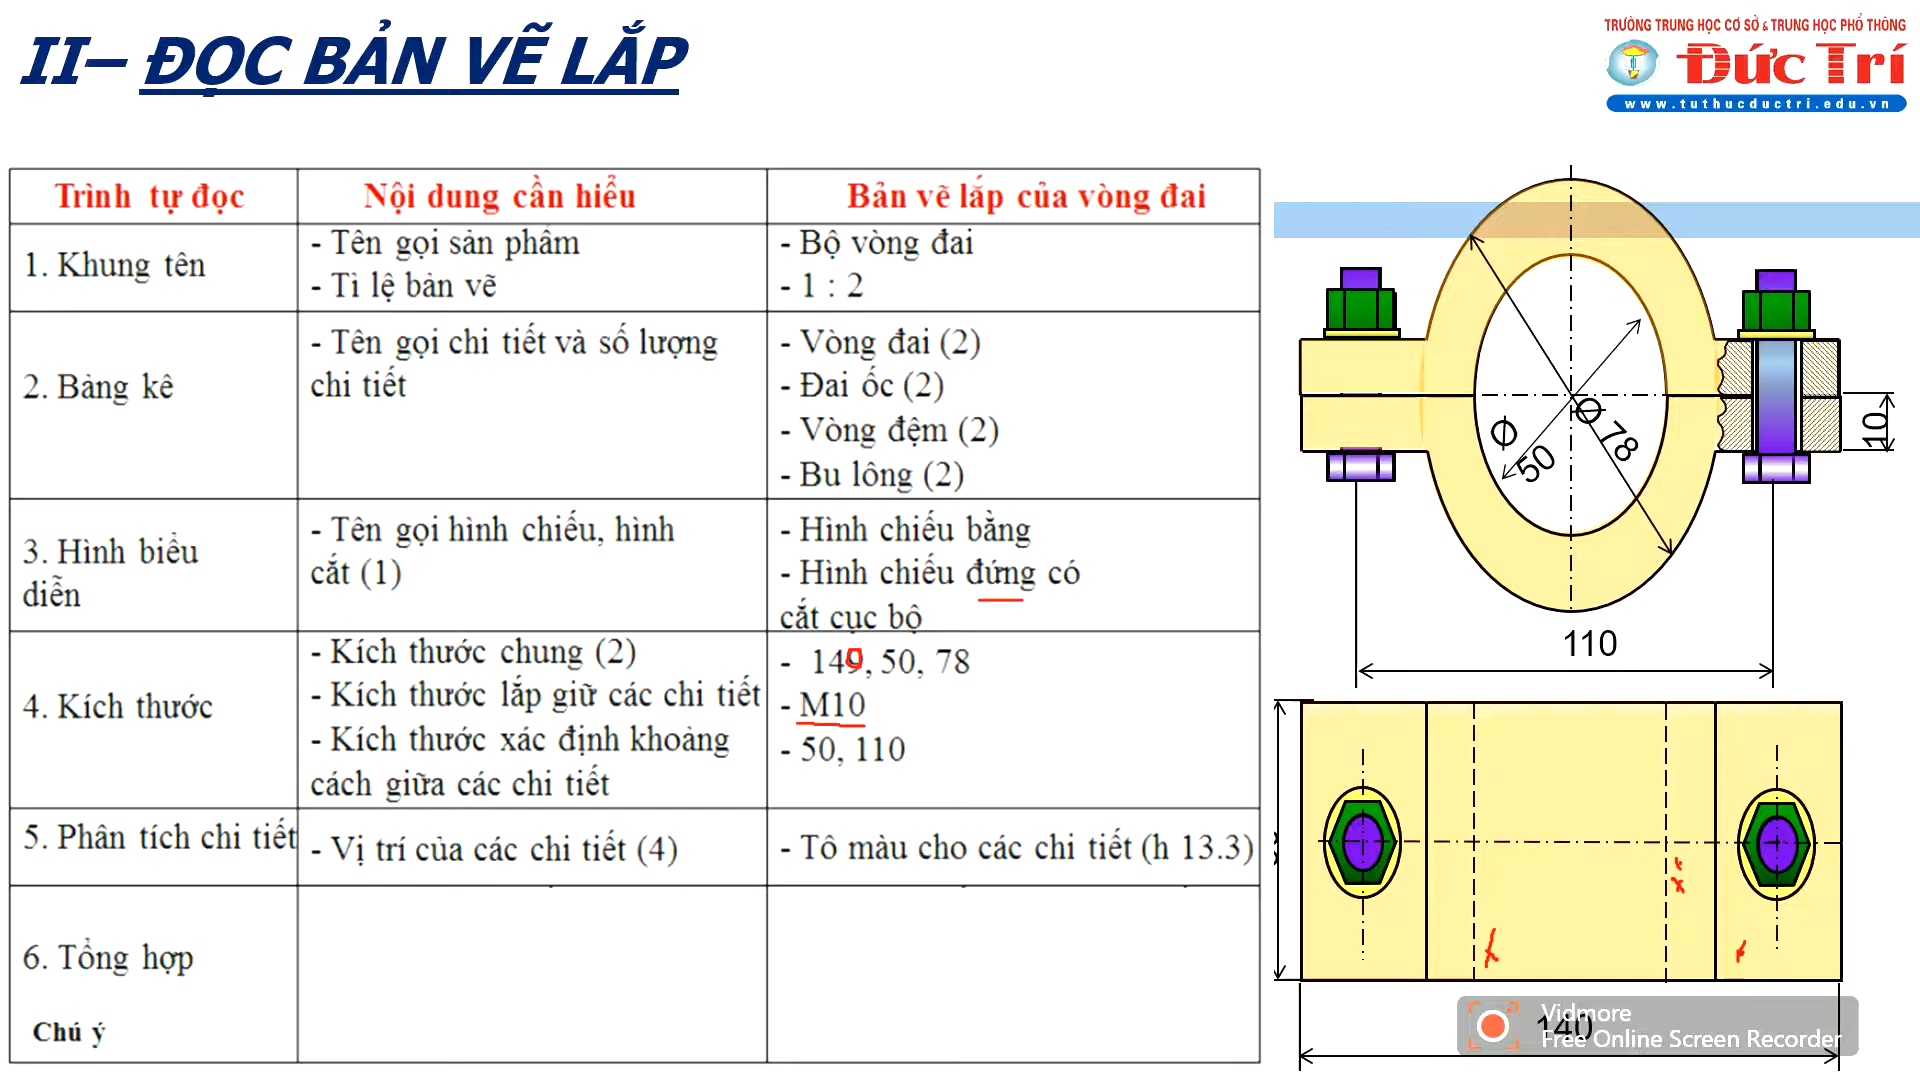 II– ĐỌC BẢN VẼ LẮP
TRƯỜNG TRUNG HỌC CƠ SỞ & TRUNG HỌC PHỔ THÔNG
Đức Trí
www.tuthucductri.edu.vn
Trình tự đọc
Nội dung cần hiểu
Bản vẽ lắp của vòng đai
1. Khung tên
- Tên gọi sản phẩm
- Tỉ lệ bản vẽ
- Bộ vòng đai
- 1 : 2
2. Bảng kê
- Tên gọi chi tiết và số lượng
chi tiết
- Vòng đai (2)
- Đai ốc (2)
- Vòng đệm (2)
- Bu lông (2)
3. Hình biểu
diễn
- Tên gọi hình chiếu, hình
cắt (1)
- Hình chiếu bằng
- Hình chiếu đứng có
cắt cục bộ
4. Kích thước
- Kích thước chung (2)
- Kích thước lắp giữ các chi tiết
- Kích thước xác định khoảng
cách giữa các chi tiết
- 140, 50, 78
- M10
- 50, 110
5. Phân tích chi tiết
- Vị trí của các chi tiết (4)
- Tô màu cho các chi tiết (h 13.3)
6. Tổng hợp
Chú ý
Ø 50
Ø 78
10
110
140
Vidmore
Free Online Screen Recorder